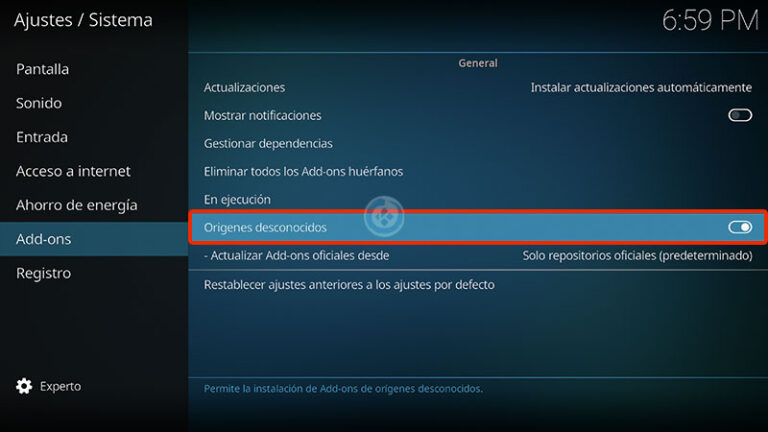 Ajustes / Sistema
6:59 PM
Pantalla
Sonido
Entrada
Acceso a internet
Ahorro de energía
Add-ons
Registro
Experto
General
Actualizaciones Instalar actualizaciones automáticamente
Mostrar notificaciones
Gestionar dependencias
Eliminar todos los Add-ons huérfanos
En ejecución
Orígenes desconocidos
- Actualizar Add-ons oficiales desde Solo repositorios oficiales (predeterminado)
Restablecer ajustes anteriores a los ajustes por defecto
Permite la instalación de Add-ons de orígenes desconocidos.